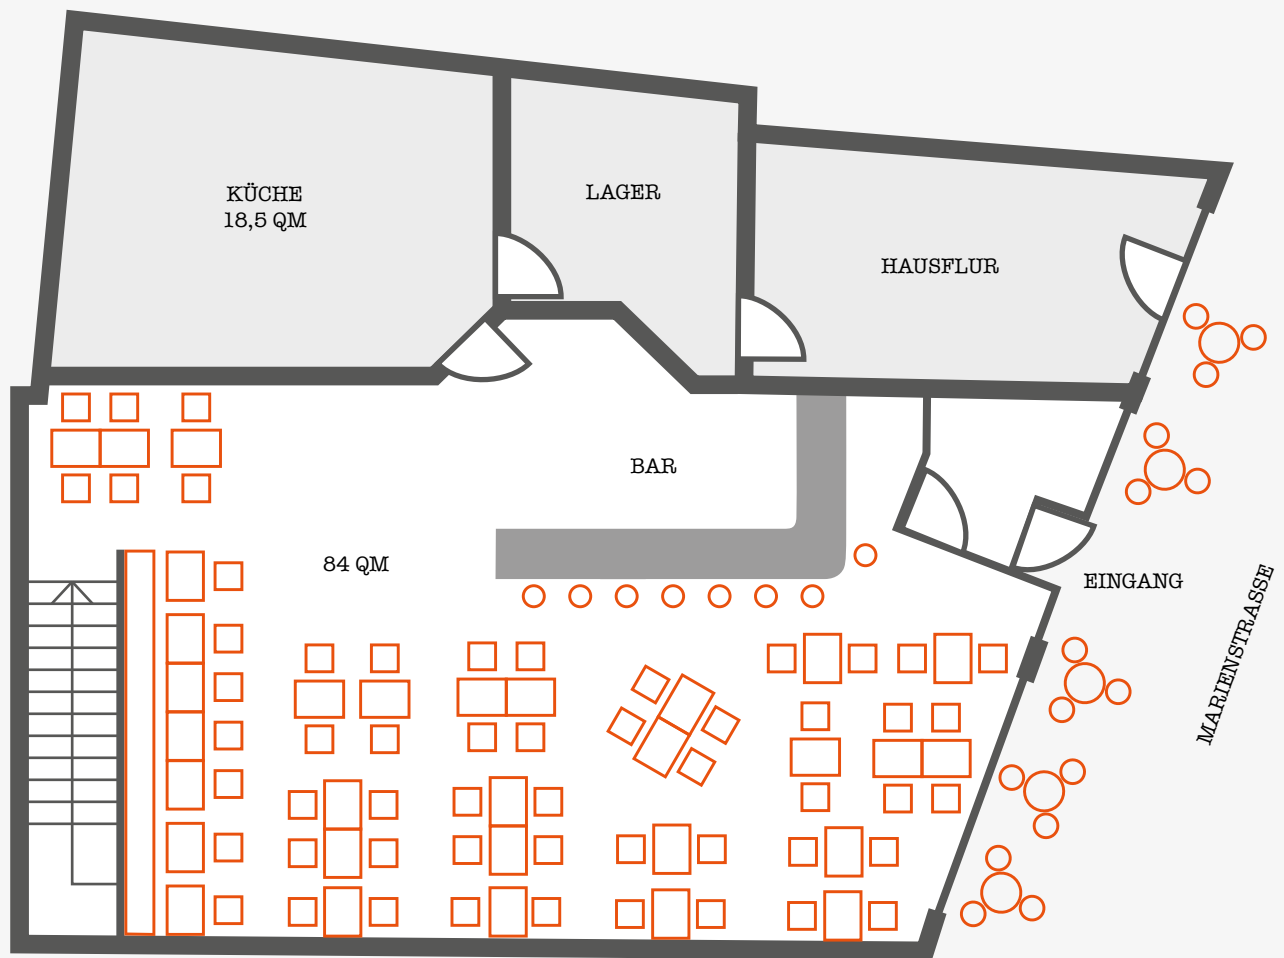 KÜCHE
18,5 QM
LAGER
HAUSFLUR
BAR
84 QM
EINGANG
MARIENSTRASSE